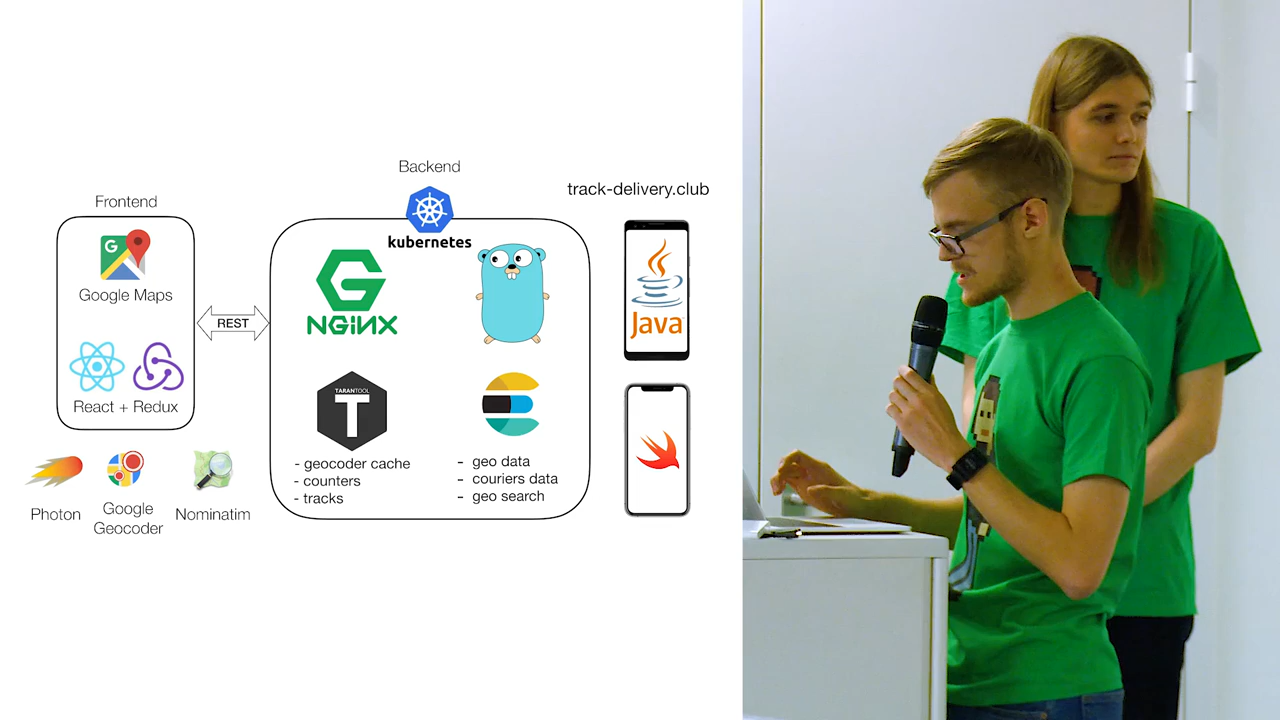 Backend
track-delivery.club
Frontend
kubernetes
G
Google Maps
NGINX
REST
Java
React + Redux
TARANTOOL
T
- geocoder cache
- counters
- tracks
- geo data
- couriers data
- geo search
Photon
Google
Geocoder
Nominatim